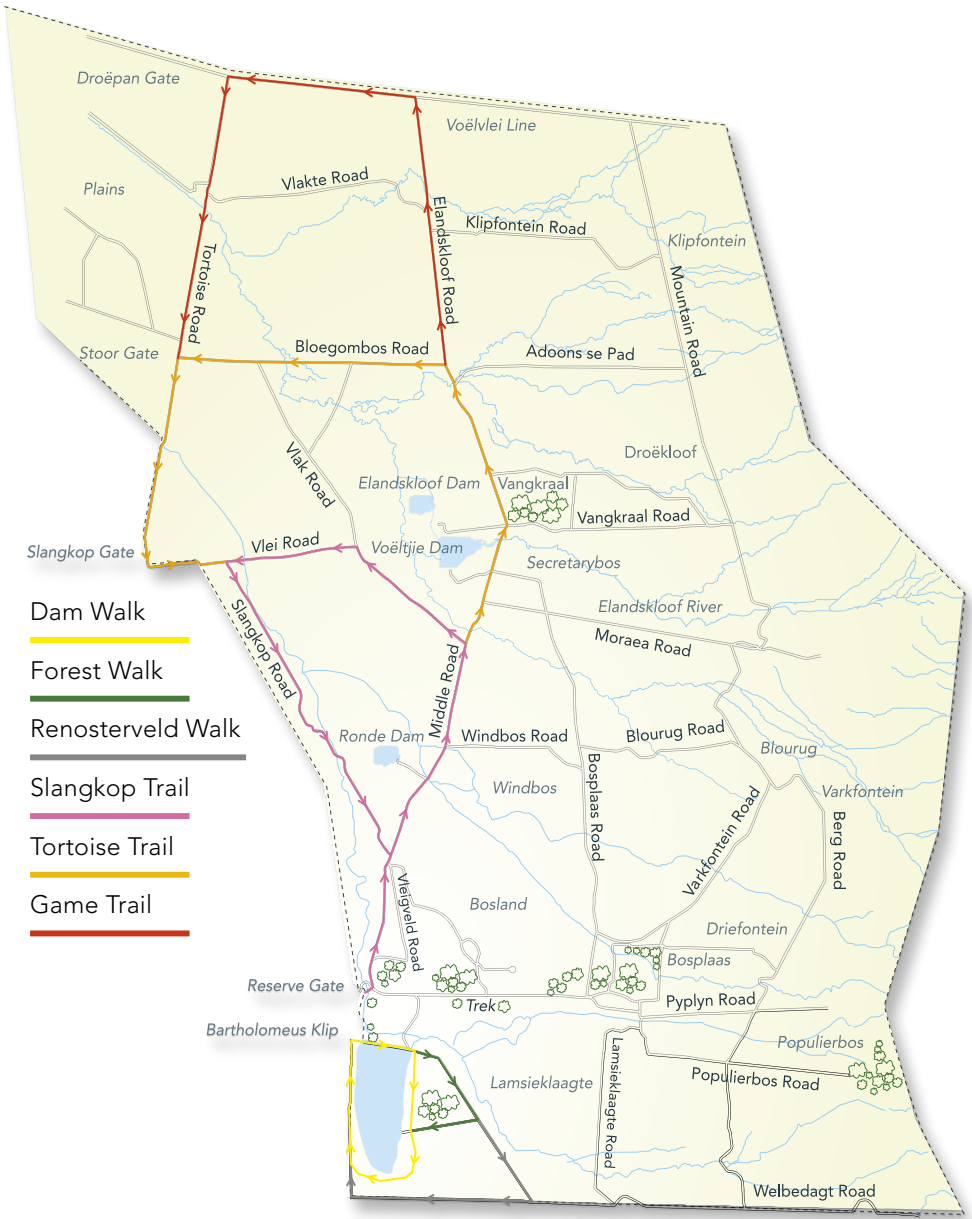 Droëpan Gate
Voëlvlei Line
Plains
Vlakte Road
Elandskloof Road
Klipfontein Road
Klipfontein
Tortoise Road
Mountain Road
Stoor Gate
Bloegombos Road
Adoons se Pad
Vlak Road
Droëkloof
Elandskloof Dam
Vangkraal
Vangkraal Road
Slangkop Gate
Vlei Road
Voëltjie Dam
Secretarybos
Elandskloof River
Moraea Road
Slangkop Road
Middle Road
Dam Walk
Forest Walk
Renosterveld Walk
Slangkop Trail
Tortoise Trail
Game Trail
Ronde Dam
Windbos Road
Blourug Road
Blourug
Windbos
Bosplaas Road
Varkfontein
Varkfontein Road
Berg Road
Vleigveld Road
Bosland
Driefontein
Bosplaas
Reserve Gate
Trek
Pyplyn Road
Bartholomeus Klip
Populierbos
Lamsieklaagte
Lamsieklaagte Road
Populierbos Road
Welbedagt Road